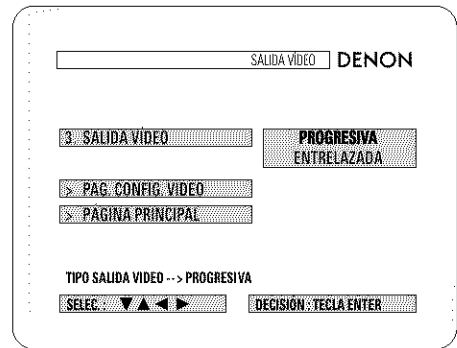 SALIDA VÍDEO DENON
3. SALIDA VÍDEO
PROGRESIVA
ENTRELAZADA
> PAG. CONFIG. VIDEO
> PÁGINA PRINCIPAL
TIPO SALIDA VIDEO --> PROGRESIVA
SELEC. : ▼ ▲ ◄ ► DECISIÓN : TECLA ENTER